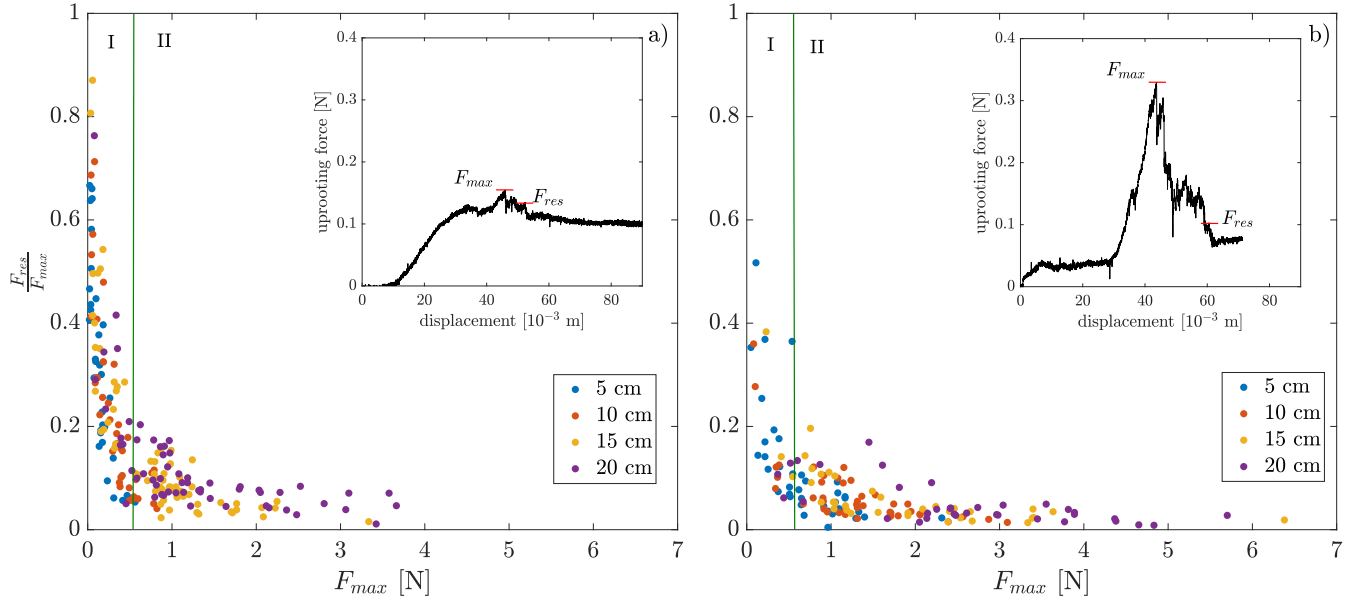 1
0.8
0.6
0.4
0.2
0
0 1 2 3 4 5 6 7
F_res/F_max
F_max [N]
I II a)
0.4
0.3
0.2
0.1
0
0 20 40 60 80
uprooting force [N]
displacement [10⁻³ m]
F_max
F_res
5 cm
10 cm
15 cm
20 cm
1
0.8
0.6
0.4
0.2
0
0 1 2 3 4 5 6 7
F_max [N]
I II b)
0.4
0.3
0.2
0.1
0
0 20 40 60 80
uprooting force [N]
displacement [10⁻³ m]
F_max
F_res
5 cm
10 cm
15 cm
20 cm